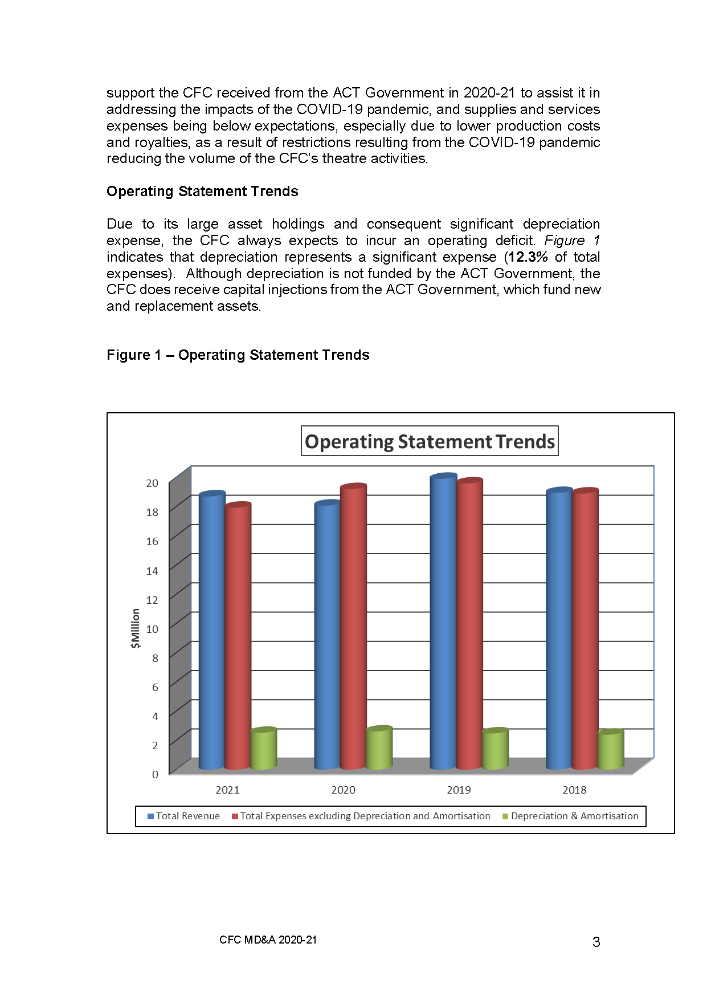 support the CFC received from the ACT Government in 2020-21 to assist it in
addressing the impacts of the COVID-19 pandemic, and supplies and services
expenses being below expectations, especially due to lower production costs
and royalties, as a result of restrictions resulting from the COVID-19 pandemic
reducing the volume of the CFC’s theatre activities.
Operating Statement Trends
Due to its large asset holdings and consequent significant depreciation
expense, the CFC always expects to incur an operating deficit. Figure 1
indicates that depreciation represents a significant expense (12.3% of total
expenses). Although depreciation is not funded by the ACT Government, the
CFC does receive capital injections from the ACT Government, which fund new
and replacement assets.
Figure 1 – Operating Statement Trends
Operating Statement Trends
$Million
20
18
16
14
12
10
8
6
4
2
0
2021 2020 2019 2018
Total Revenue Total Expenses excluding Depreciation and Amortisation Depreciation & Amortisation
CFC MD&A 2020-21 3